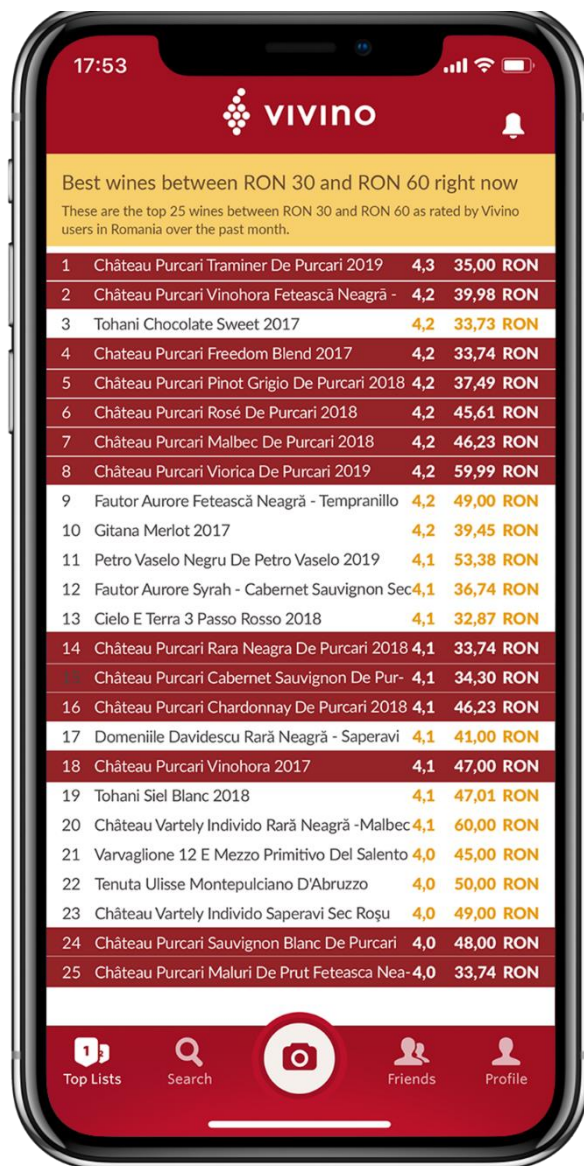 17:53
VIVINO
Best wines between RON 30 and RON 60 right now
These are the top 25 wines between RON 30 and RON 60 as rated by Vivino
users in Romania over the past month.
1 Château Purcari Traminer De Purcari 2019 4,3 35,00 RON
2 Château Purcari Vinohora Fetească Neagră - 4,2 39,98 RON
3 Tohani Chocolate Sweet 2017 4,2 33,73 RON
4 Chateau Purcari Freedom Blend 2017 4,2 33,74 RON
5 Château Purcari Pinot Grigio De Purcari 2018 4,2 37,49 RON
6 Château Purcari Rosé De Purcari 2018 4,2 45,61 RON
7 Château Purcari Malbec De Purcari 2018 4,2 46,23 RON
8 Château Purcari Viorica De Purcari 2019 4,2 59,99 RON
9 Fautor Aurore Fetească Neagră - Tempranillo 4,2 49,00 RON
10 Gitana Merlot 2017 4,2 39,45 RON
11 Petro Vaselo Negru De Petro Vaselo 2019 4,1 53,38 RON
12 Fautor Aurore Syrah - Cabernet Sauvignon Sec 4,1 36,74 RON
13 Cielo E Terra 3 Passo Rosso 2018 4,1 32,87 RON
14 Château Purcari Rara Neagra De Purcari 2018 4,1 33,74 RON
15 Château Purcari Cabernet Sauvignon De Pur- 4,1 34,30 RON
16 Château Purcari Chardonnay De Purcari 2018 4,1 46,23 RON
17 Domeniile Davidescu Rară Neagră - Saperavi 4,1 41,00 RON
18 Château Purcari Vinohora 2017 4,1 47,00 RON
19 Tohani Siel Blanc 2018 4,1 47,01 RON
20 Château Vartely Individo Rară Neagră -Malbec 4,1 60,00 RON
21 Varvaglione 12 E Mezzo Primitivo Del Salento 4,0 45,00 RON
22 Tenuta Ulisse Montepulciano D'Abruzzo 4,0 50,00 RON
23 Château Vartely Individo Saperavi Sec Roşu 4,0 49,00 RON
24 Château Purcari Sauvignon Blanc De Purcari 4,0 48,00 RON
25 Château Purcari Maluri De Prut Feteasca Nea- 4,0 33,74 RON
1 2
Top Lists Search Friends Profile